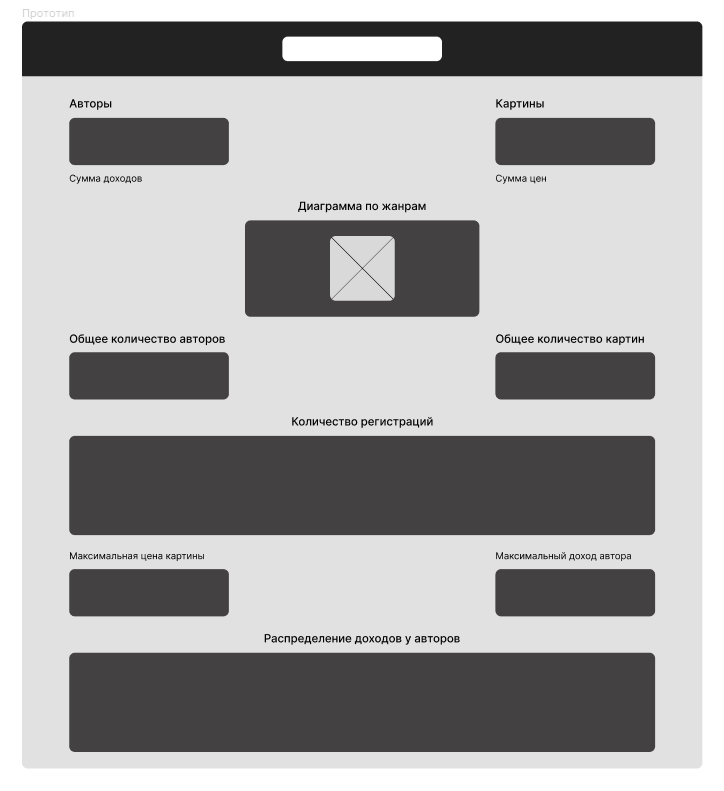 Прототип
Авторы
Картины
Сумма доходов
Сумма цен
Диаграмма по жанрам
Общее количество авторов
Общее количество картин
Количество регистраций
Максимальная цена картины
Максимальный доход автора
Распределение доходов у авторов